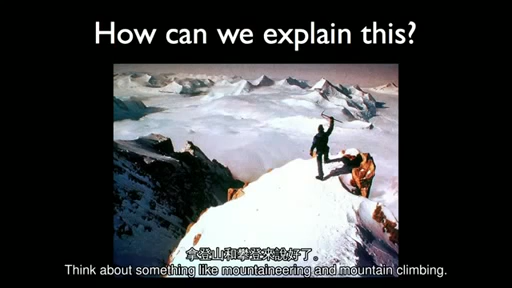 How can we explain this?
拿登山和攀登來說好了。
Think about something like mountaineering and mountain climbing.